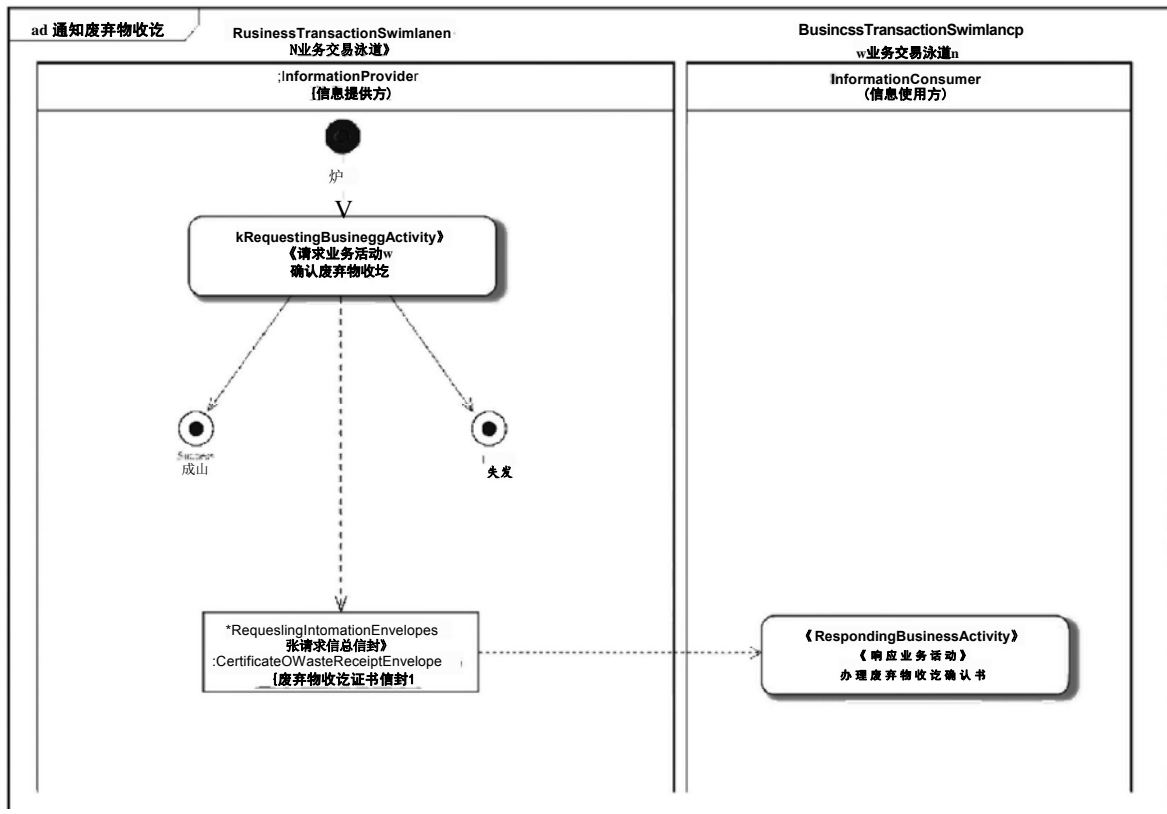 ad 通知废弃物收讫
RusinessTransactionSwimlanen
N业务交易泳道》
BusincssTransactionSwimlancp
w业务交易泳道n
;InformationProvider
{信息提供方)
InformationConsumer
(信息使用方)
炉
V
kRequestingBusineggActivity》
《请求业务活动w
确认废弃物收圪
成山
失发
*RequeslingIntomationEnvelopes
张请求信总信封》
:CertificateOWasteReceiptEnvelope
{废弃物收讫证书信封1
《RespondingBusinessActivity》
《响应业务话动》
办理废弃物收讫确认书